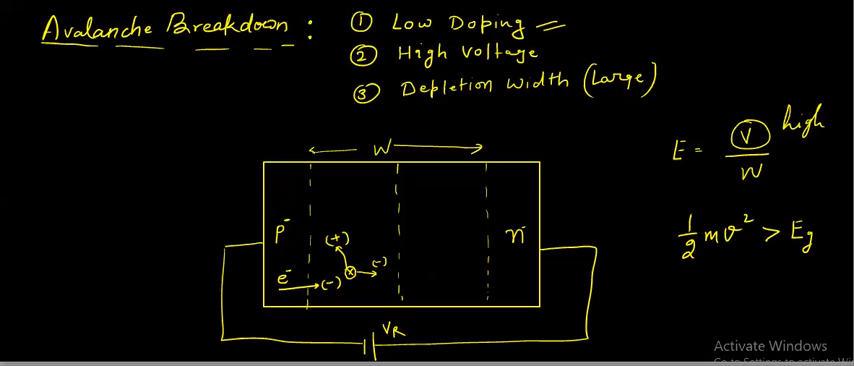 Avalanche Breakdown :
① Low Doping
② High Voltage
③ Depletion Width (Large)
E = V / W high
W
½ mv² > Eg
p⁻
n⁻
(+)
(-)
e⁻ (-)
VR
Activate Windows